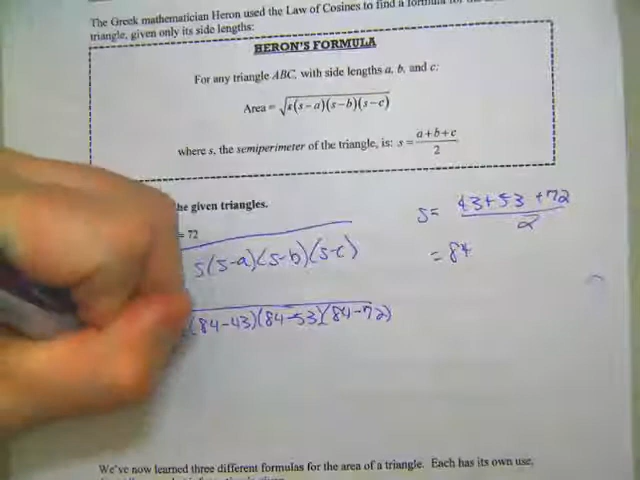 The Greek mathematician Heron used the Law of Cosines to find a formula for the
triangle, given only its side lengths:
HERON'S FORMULA
For any triangle ABC, with side lengths a, b, and c:
Area = √s(s−a)(s−b)(s−c)
where s, the semiperimeter of the triangle, is: s = a+b+c / 2
the given triangles.
= 72
s(s-a)(s-b)(s-c)
(84-43)(84-53)(84-72)
s= 43+53+72 / 2
= 84
We've now learned three different formulas for the area of a triangle. Each has its own use,